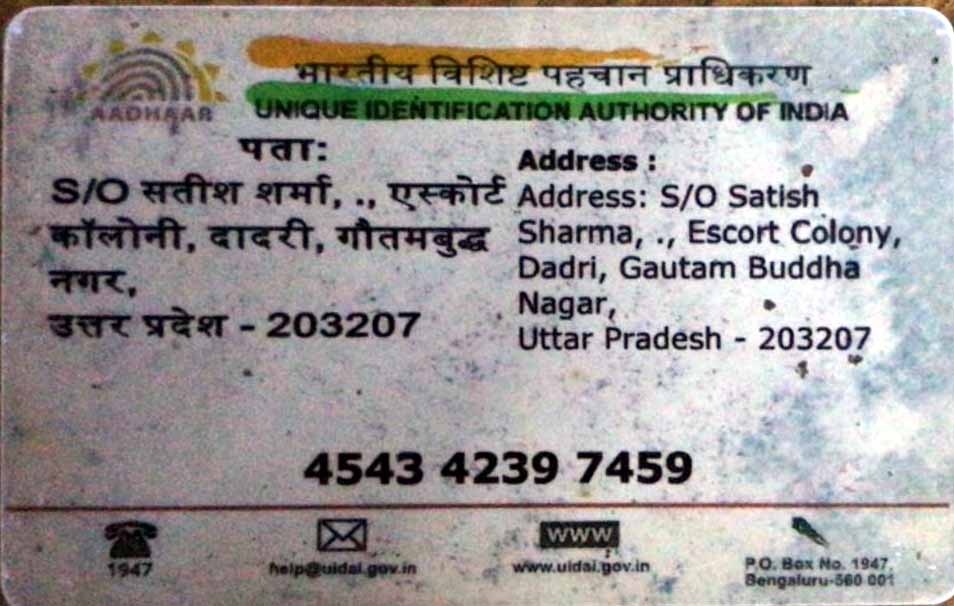 AADHAAR
भारतीय विशिष्ट पहचान प्राधिकरण
UNIQUE IDENTIFICATION AUTHORITY OF INDIA
पता:
S/O सतीश शर्मा, ., एस्कोर्ट
कॉलोनी, दादरी, गौतमबुद्ध
नगर,
उत्तर प्रदेश - 203207
Address :
Address: S/O Satish
Sharma, ., Escort Colony,
Dadri, Gautam Buddha
Nagar,
Uttar Pradesh - 203207
4543 4239 7459
1947
help@uidai.gov.in
WWW
www.uidai.gov.in
P.O. Box No. 1947,
Bengaluru-560 001